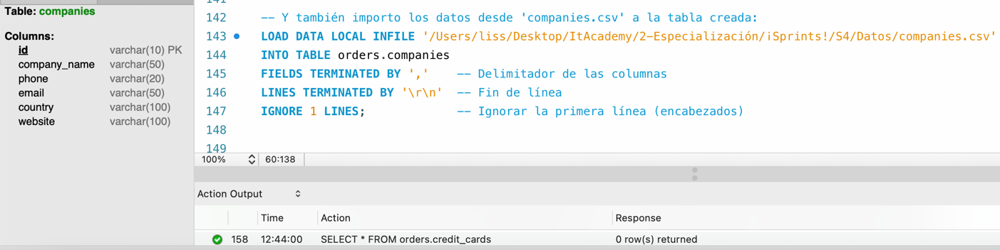 Table: companies
Columns:
id varchar(10) PK
company_name varchar(50)
phone varchar(20)
email varchar(50)
country varchar(100)
website varchar(100)
141
142 -- Y también importo los datos desde 'companies.csv' a la tabla creada:
143 LOAD DATA LOCAL INFILE '/Users/liss/Desktop/ItAcademy/2-Especialización/¡Sprints!/S4/Datos/companies.csv'
144 INTO TABLE orders.companies
145 FIELDS TERMINATED BY ',' -- Delimitador de las columnas
146 LINES TERMINATED BY '\r\n' -- Fin de línea
147 IGNORE 1 LINES; -- Ignorar la primera línea (encabezados)
148
149
100% 60:138
Action Output
Time Action Response
158 12:44:00 SELECT * FROM orders.credit_cards 0 row(s) returned